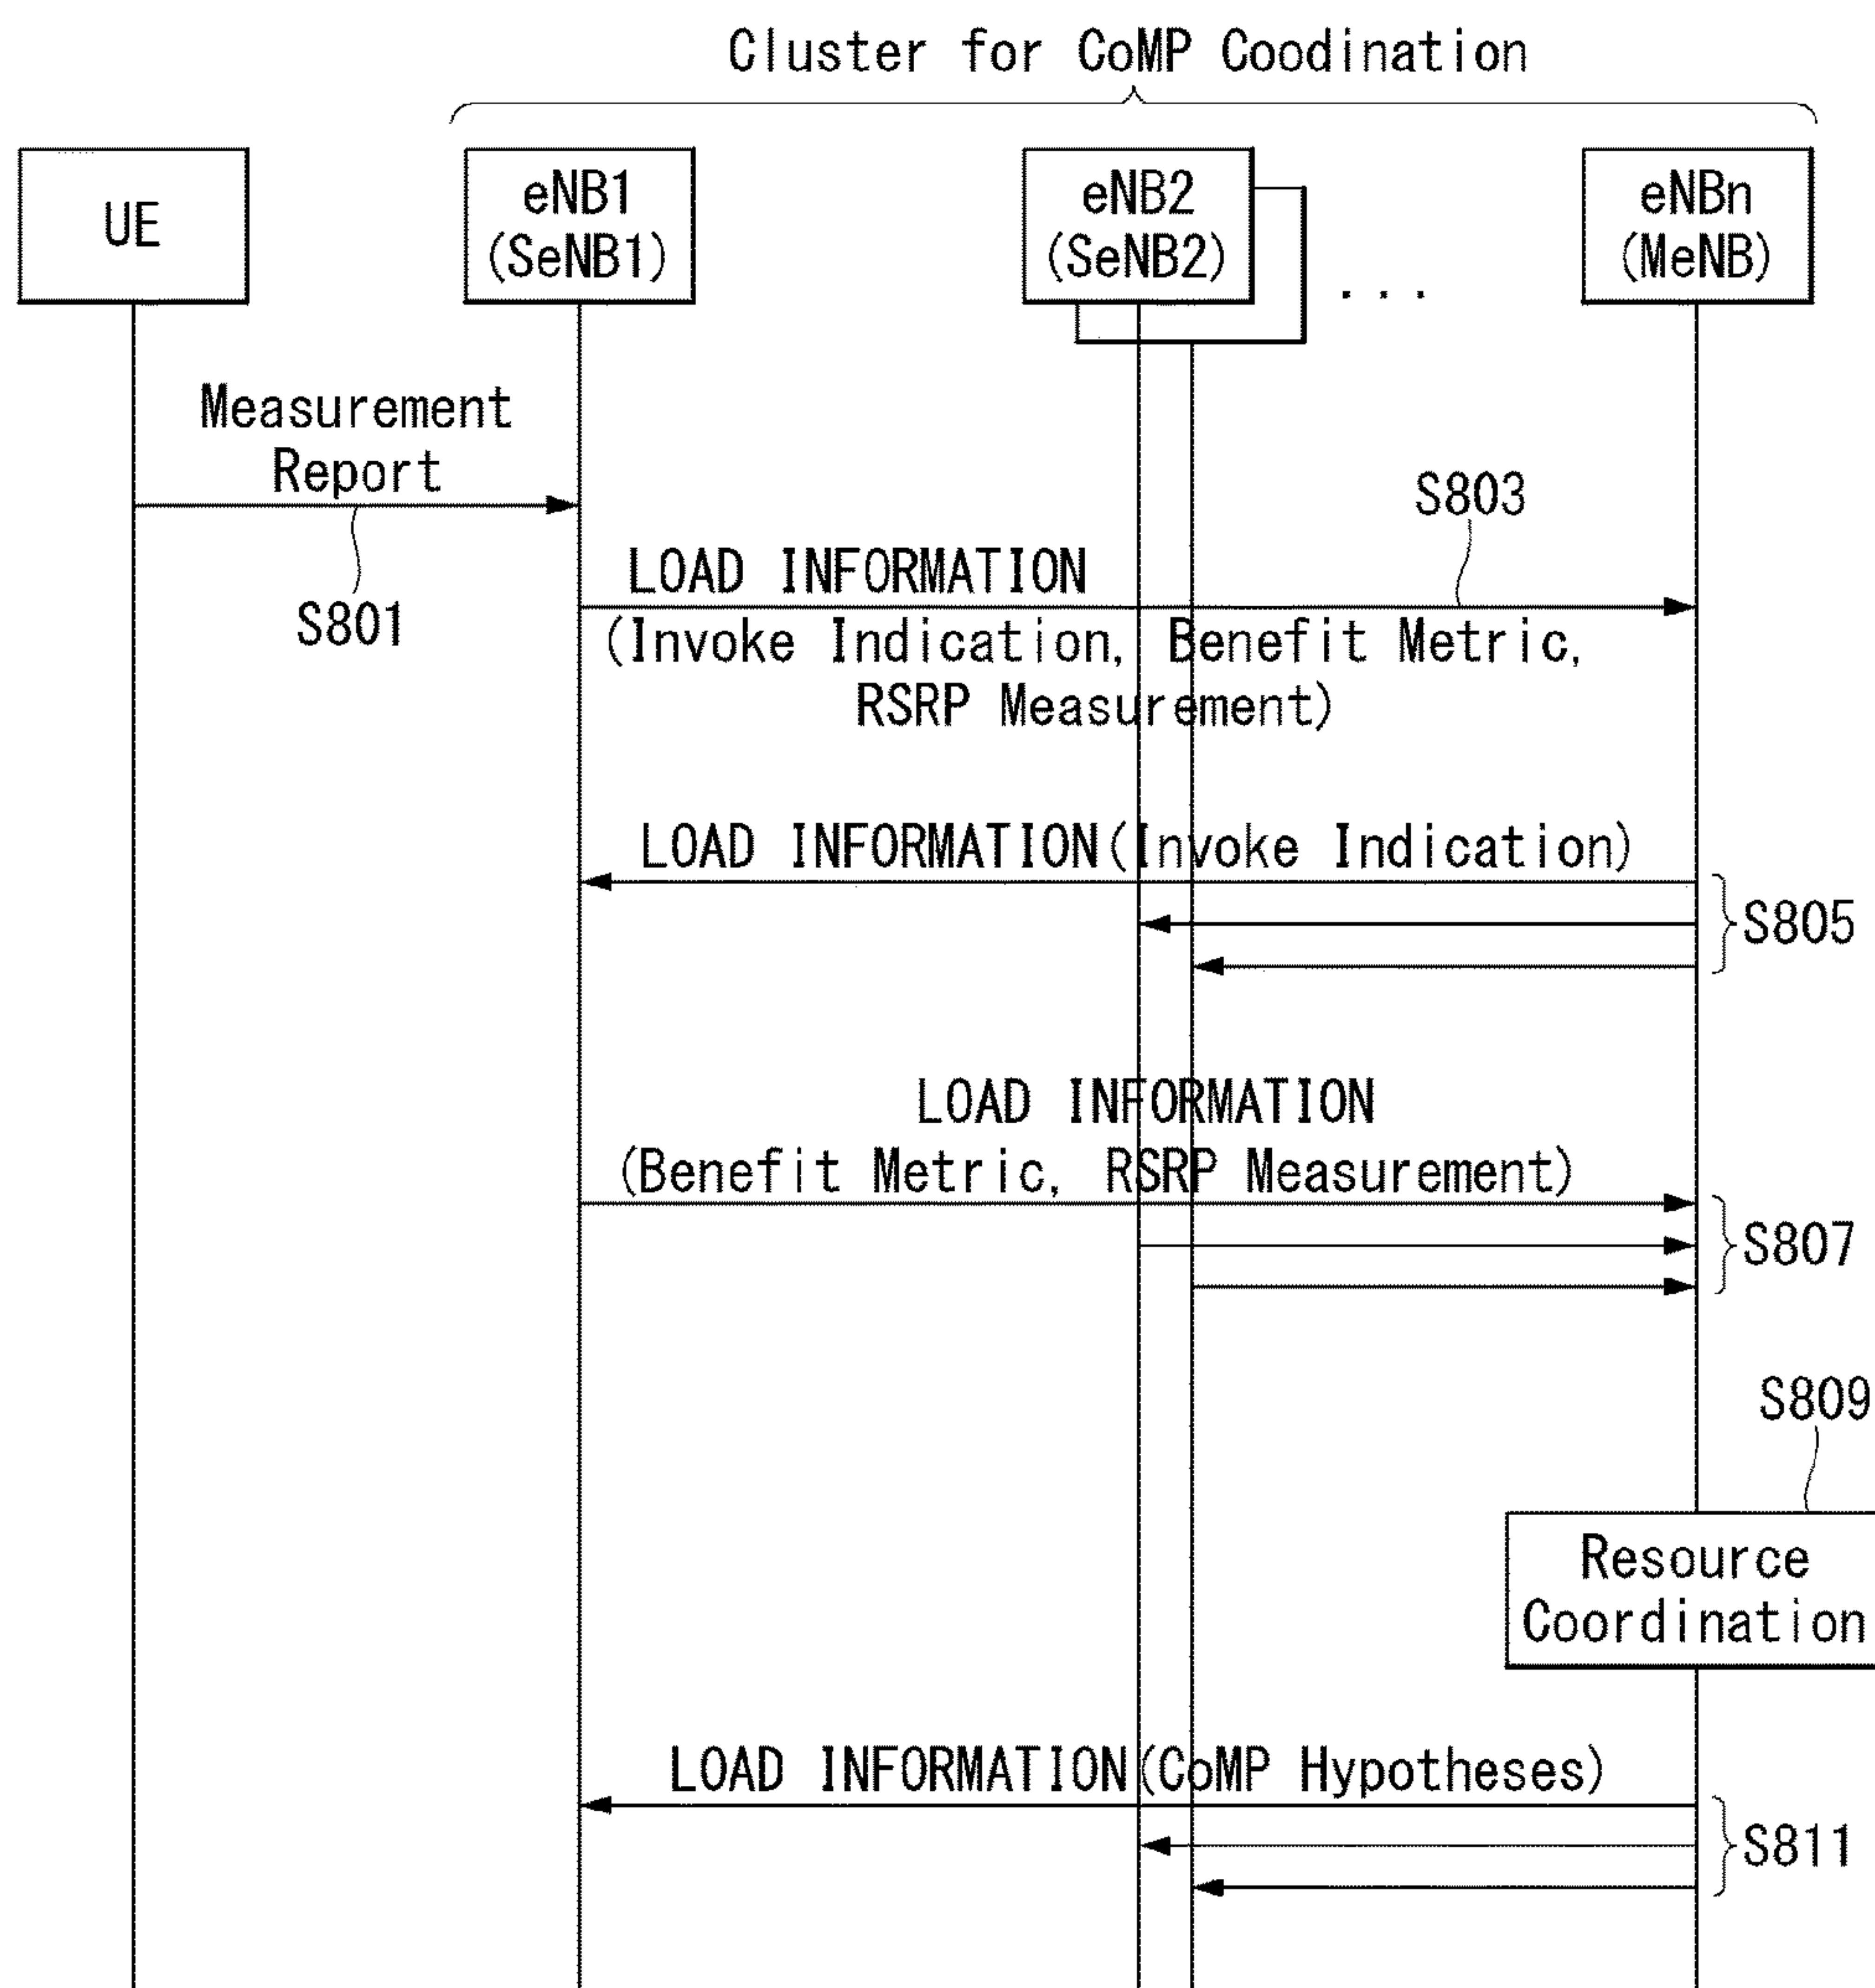 Cluster for CoMP Coodination
UE
eNB1
(SeNB1)
eNB2
(SeNB2)
...
eNBn
(MeNB)
Measurement
Report
S801
S803
LOAD INFORMATION
(Invoke Indication, Benefit Metric,
RSRP Measurement)
LOAD INFORMATION(Invoke Indication)
S805
LOAD INFORMATION
(Benefit Metric, RSRP Measurement)
S807
S809
Resource
Coordination
LOAD INFORMATION(CoMP Hypotheses)
S811